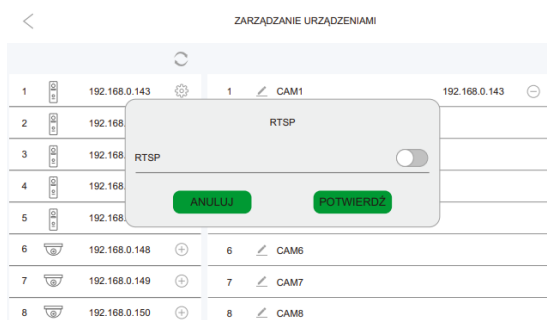 ZARZĄDZANIE URZĄDZENIAMI
1 192.168.0.143 1 CAM1 192.168.0.143
2 192.168.
RTSP
3 192.168.
RTSP
4 192.168.
ANULUJ POTWIERDŹ
5 192.168.
6 192.168.0.148 6 CAM6
7 192.168.0.149 7 CAM7
8 192.168.0.150 8 CAM8